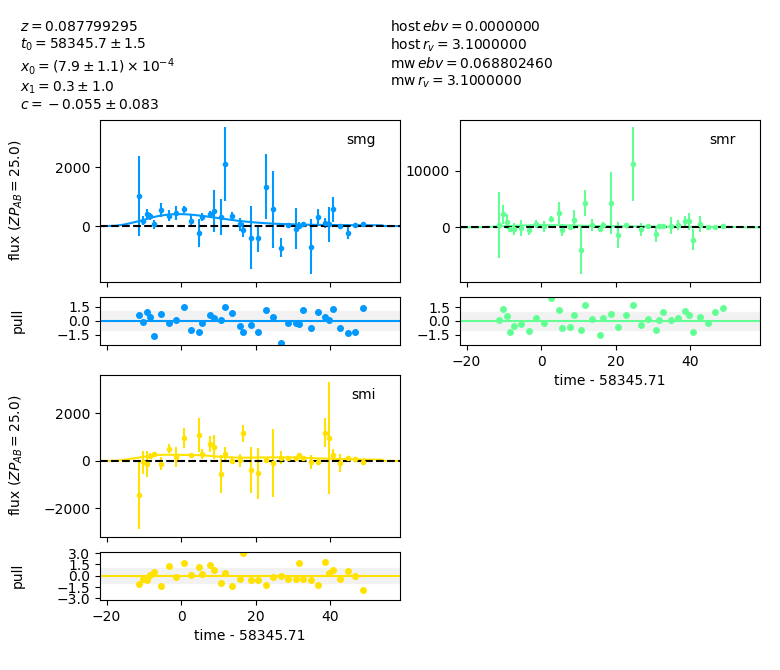 z = 0.087799295
t₀ = 58345.7 ± 1.5
x₀ = (7.9 ± 1.1) × 10⁻⁴
x₁ = 0.3 ± 1.0
c = −0.055 ± 0.083
host ebv = 0.0000000
host r_v = 3.1000000
mw ebv = 0.068802460
mw r_v = 3.1000000
smg
flux (ZP_AB = 25.0)
2000
0
smr
10000
0
pull
1.5
0.0
−1.5
1.5
0.0
−1.5
−20
0
20
40
time - 58345.71
smi
flux (ZP_AB = 25.0)
2000
0
−2000
pull
3.0
1.5
0.0
−1.5
−3.0
−20
0
20
40
time - 58345.71